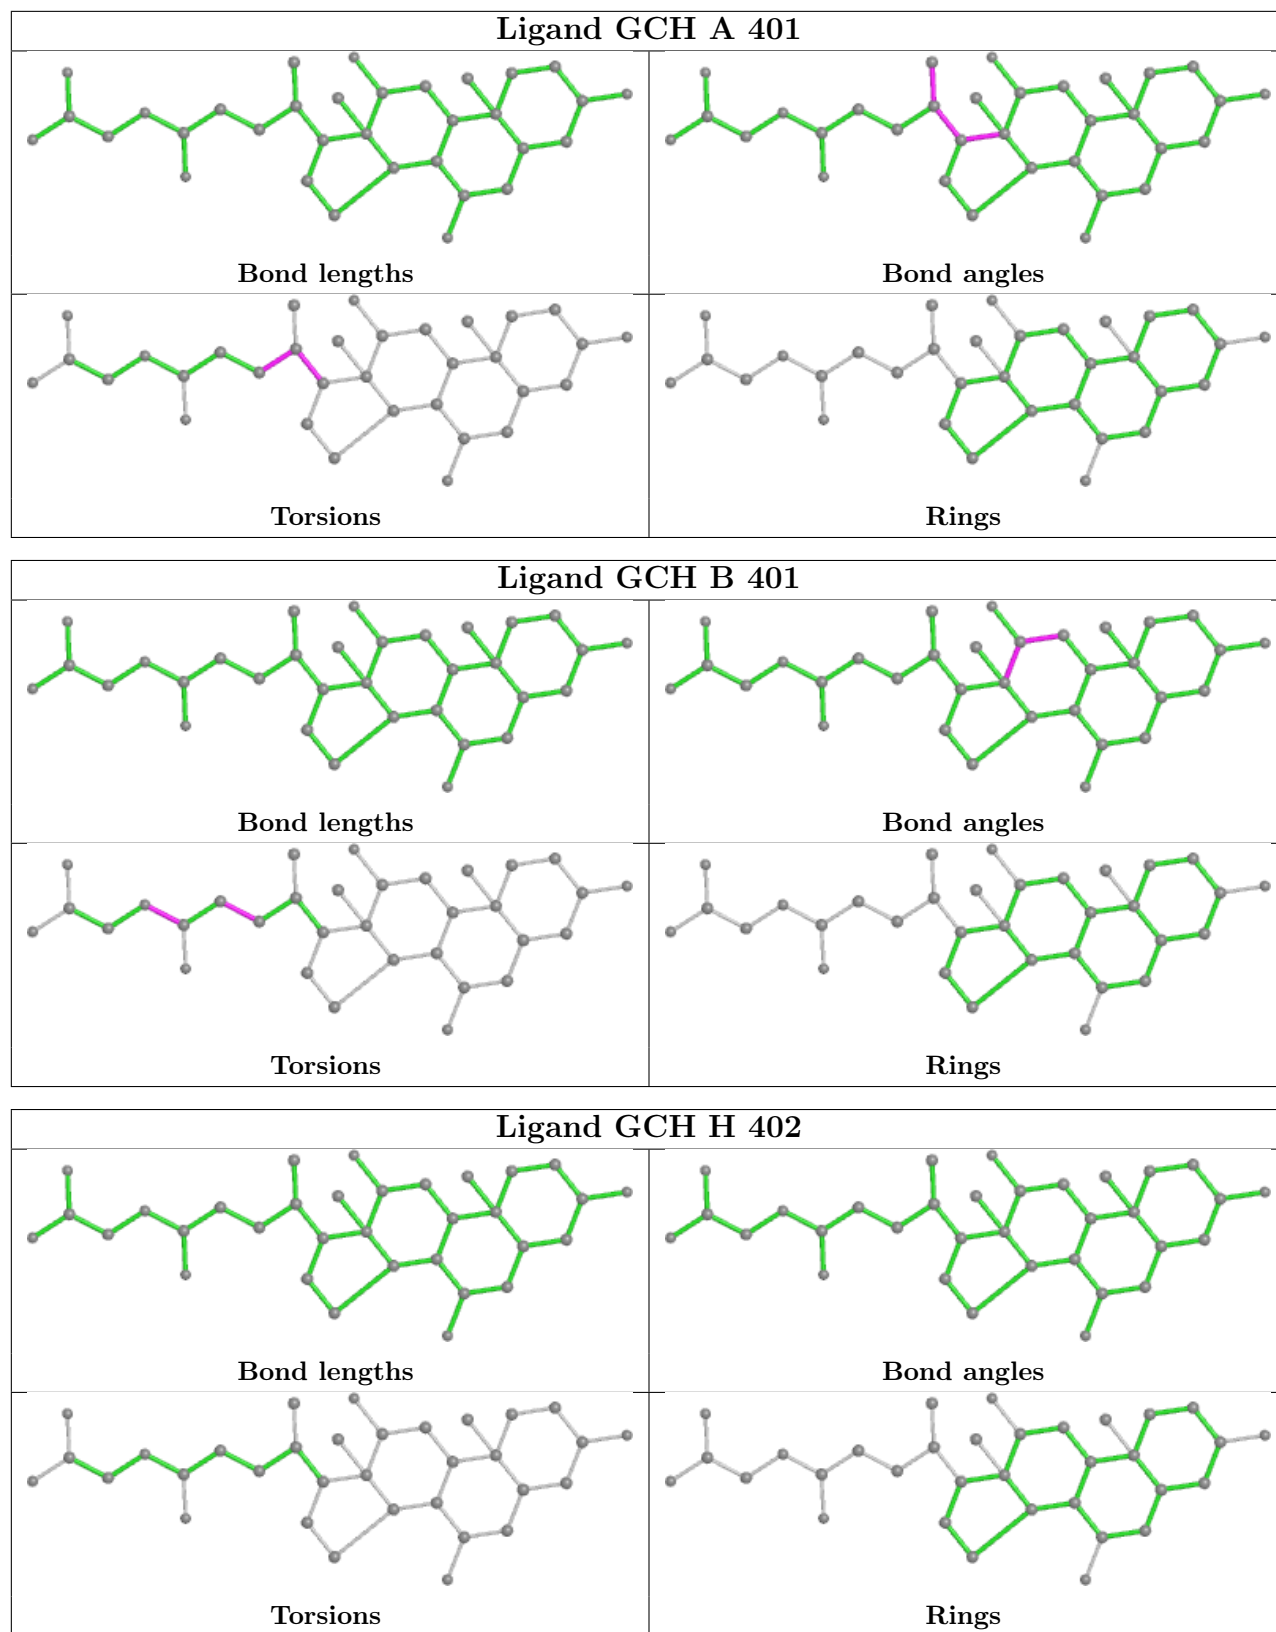 Ligand GCH A 401
Bond lengths
Bond angles
Torsions
Rings
Ligand GCH B 401
Bond lengths
Bond angles
Torsions
Rings
Ligand GCH H 402
Bond lengths
Bond angles
Torsions
Rings